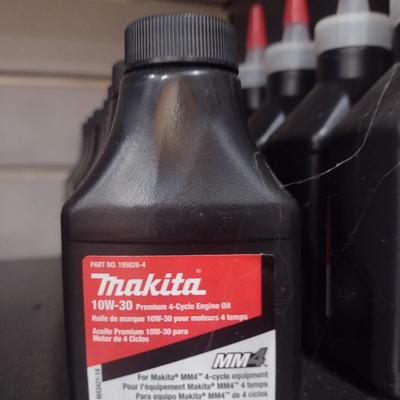 PART NO. 195826-4
makita®
10W-30 Premium 4-Cycle Engine Oil
Huile de marque 10W-30 pour moteurs 4 temps
Aceite Premium 10W-30 para
Motor de 4 Ciclos
MM4
For Makita® MM4™ 4-cycle equipment
Pour l'équipement Makita® MM4™ 4 temps
Para equipo Makita® MM4™ de 4 ciclos